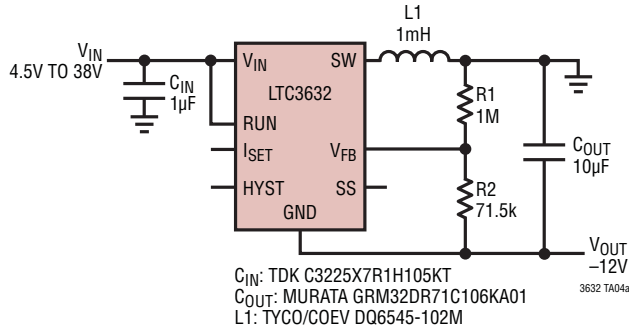 L1
1mH
VIN
4.5V TO 38V
CIN
1µF
VIN
SW
LTC3632
RUN
ISET
VFB
HYST
SS
GND
R1
1M
R2
71.5k
COUT
10µF
VOUT
–12V
3632 TA04a
CIN: TDK C3225X7R1H105KT
COUT: MURATA GRM32DR71C106KA01
L1: TYCO/COEV DQ6545-102M